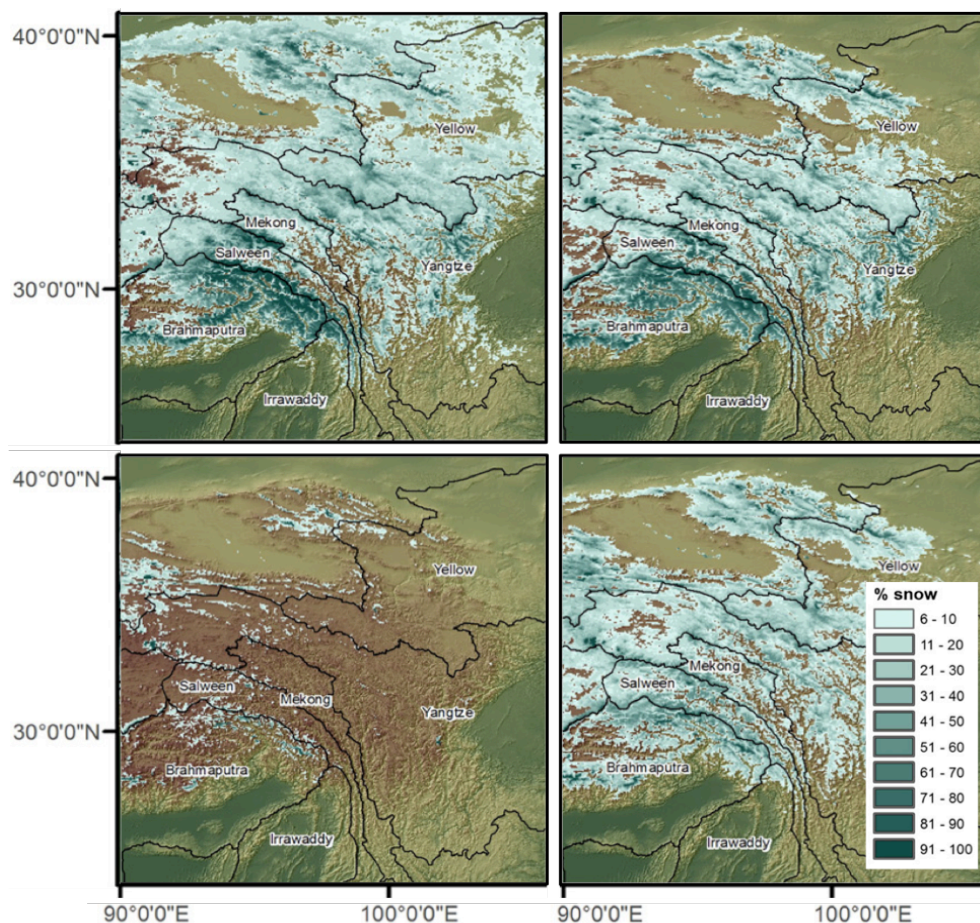 40°0'0"N
Yellow
Mekong
Salween
Yangtze
30°0'0"N
Brahmaputra
Irrawaddy
Yellow
Mekong
Salween
Yangtze
Brahmaputra
Irrawaddy
40°0'0"N
Yellow
Salween
Mekong
Yangtze
30°0'0"N
Brahmaputra
Irrawaddy
Yellow
Mekong
Salween
Yangtze
Brahmaputra
Irrawaddy
% snow
6 - 10
11 - 20
21 - 30
31 - 40
41 - 50
51 - 60
61 - 70
71 - 80
81 - 90
91 - 100
90°0'0"E
100°0'0"E
90°0'0"E
100°0'0"E